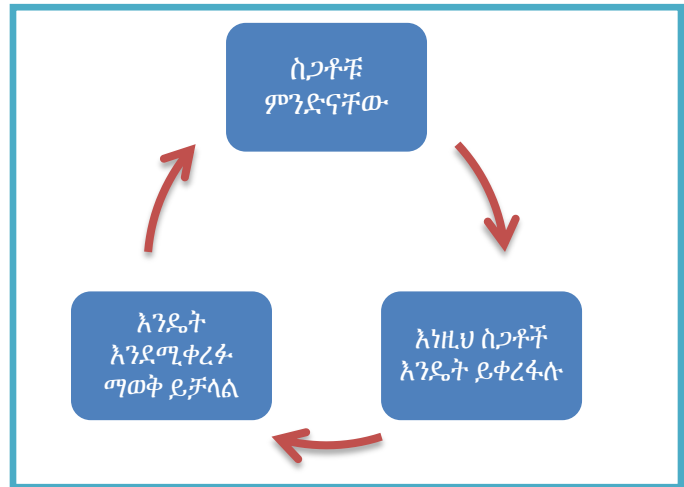 ስጋቶቹ
ምንድናቸው
እነዚህ ስጋቶች
እንዴት ይቀረፋሉ
እንዴት
እንደሚቀረፉ
ማወቅ ይቻላል